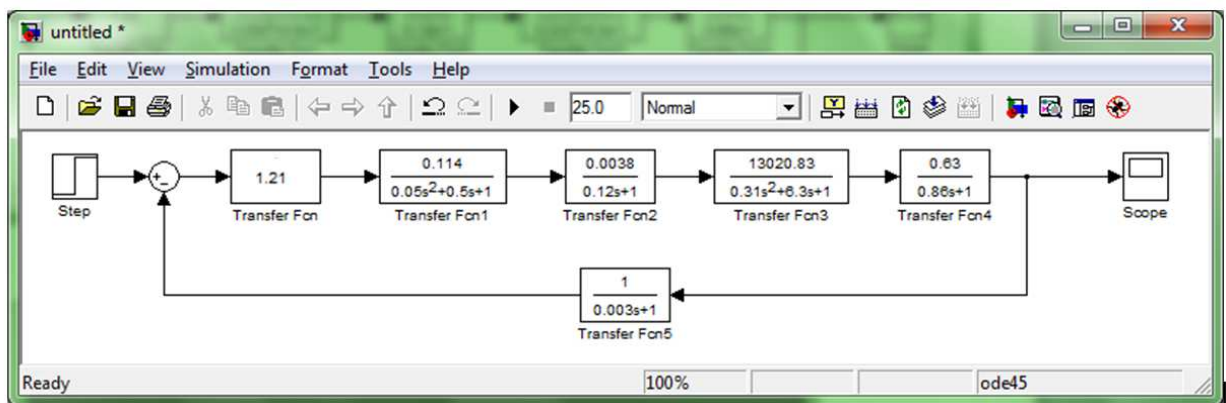 untitled *
File Edit View Simulation Format Tools Help
25.0 Normal
1.21
0.114
0.05s²+0.5s+1
0.0038
0.12s+1
13020.83
0.31s²+6.3s+1
0.63
0.86s+1
Step
Transfer Fcn
Transfer Fcn1
Transfer Fcn2
Transfer Fcn3
Transfer Fcn4
Scope
1
0.003s+1
Transfer Fcn5
Ready 100% ode45